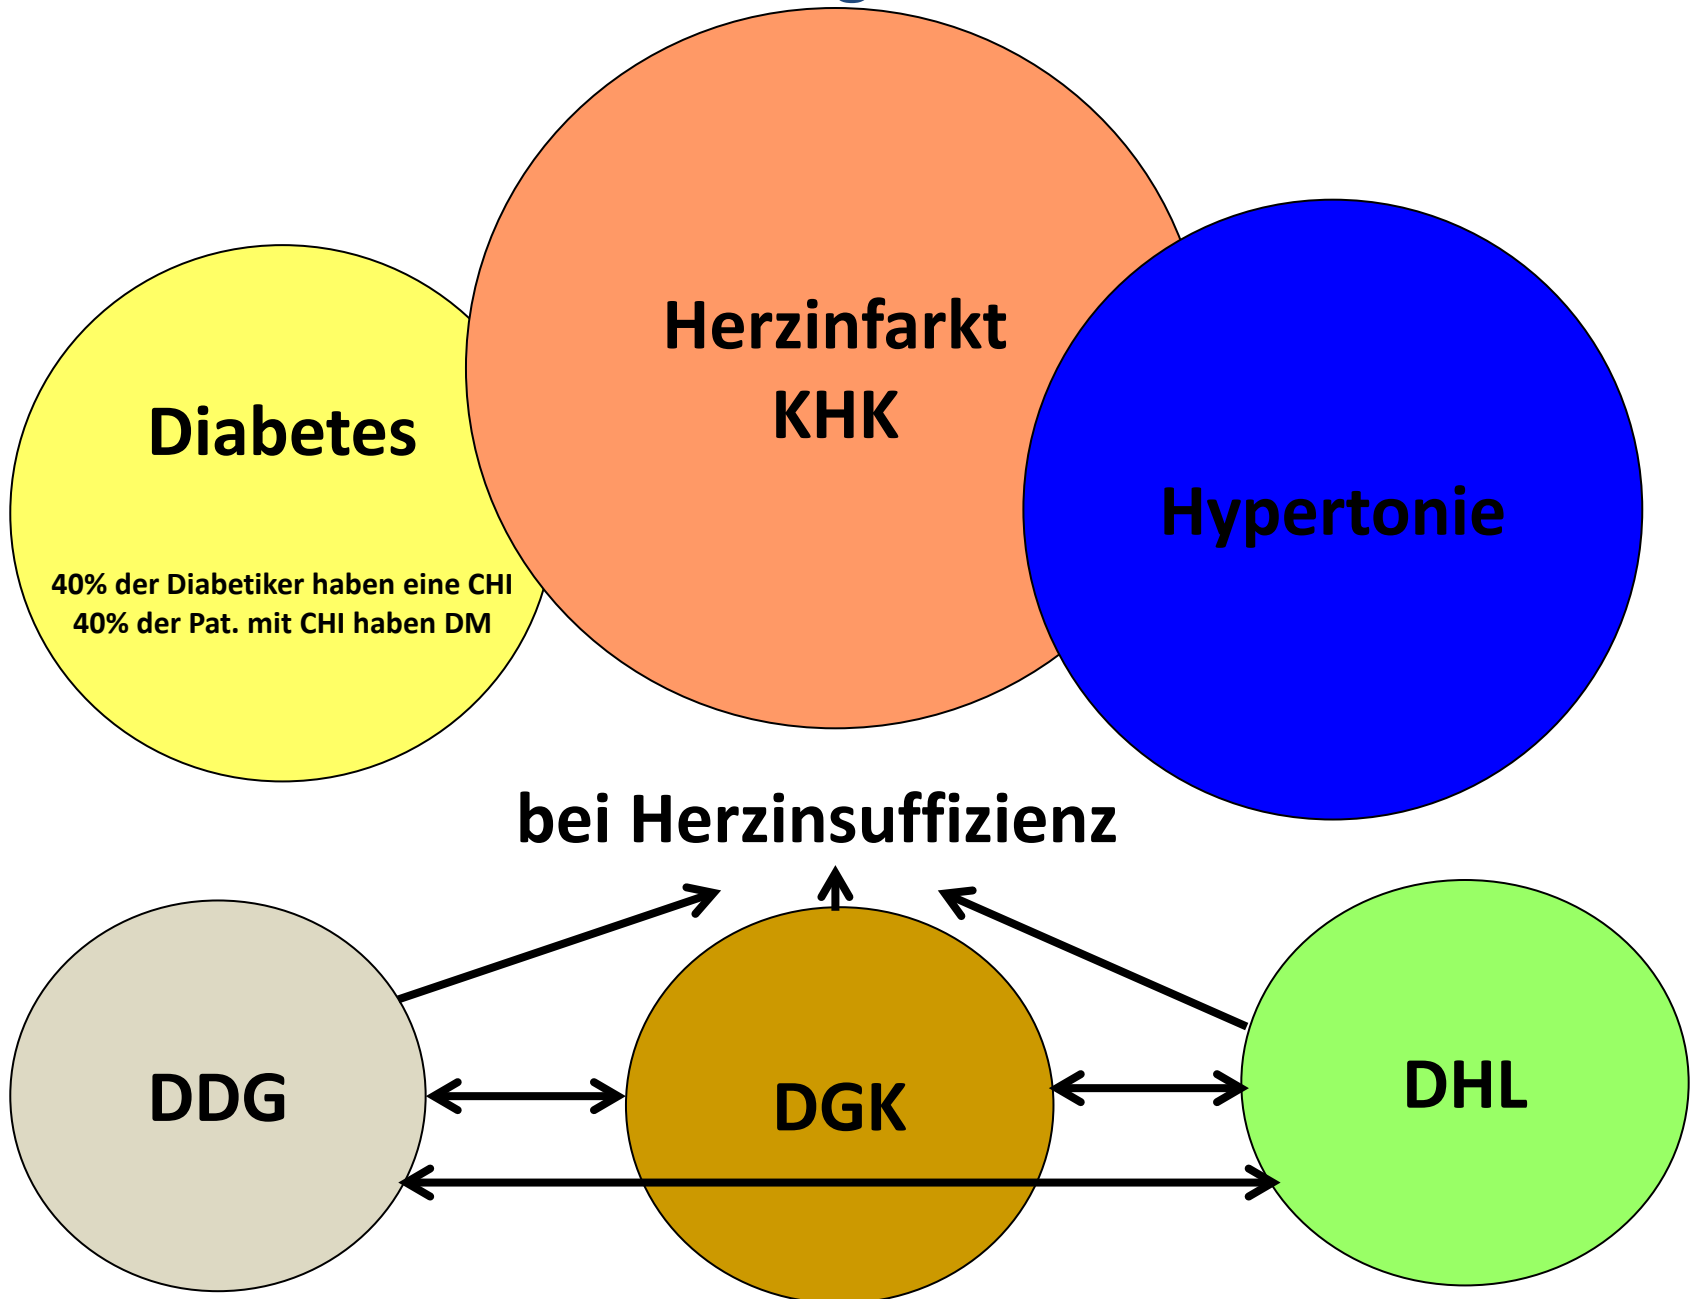 Herzinfarkt
KHK
Diabetes
Hypertonie
40% der Diabetiker haben eine CHI
40% der Pat. mit CHI haben DM
bei Herzinsuffizienz
DDG
DGK
DHL